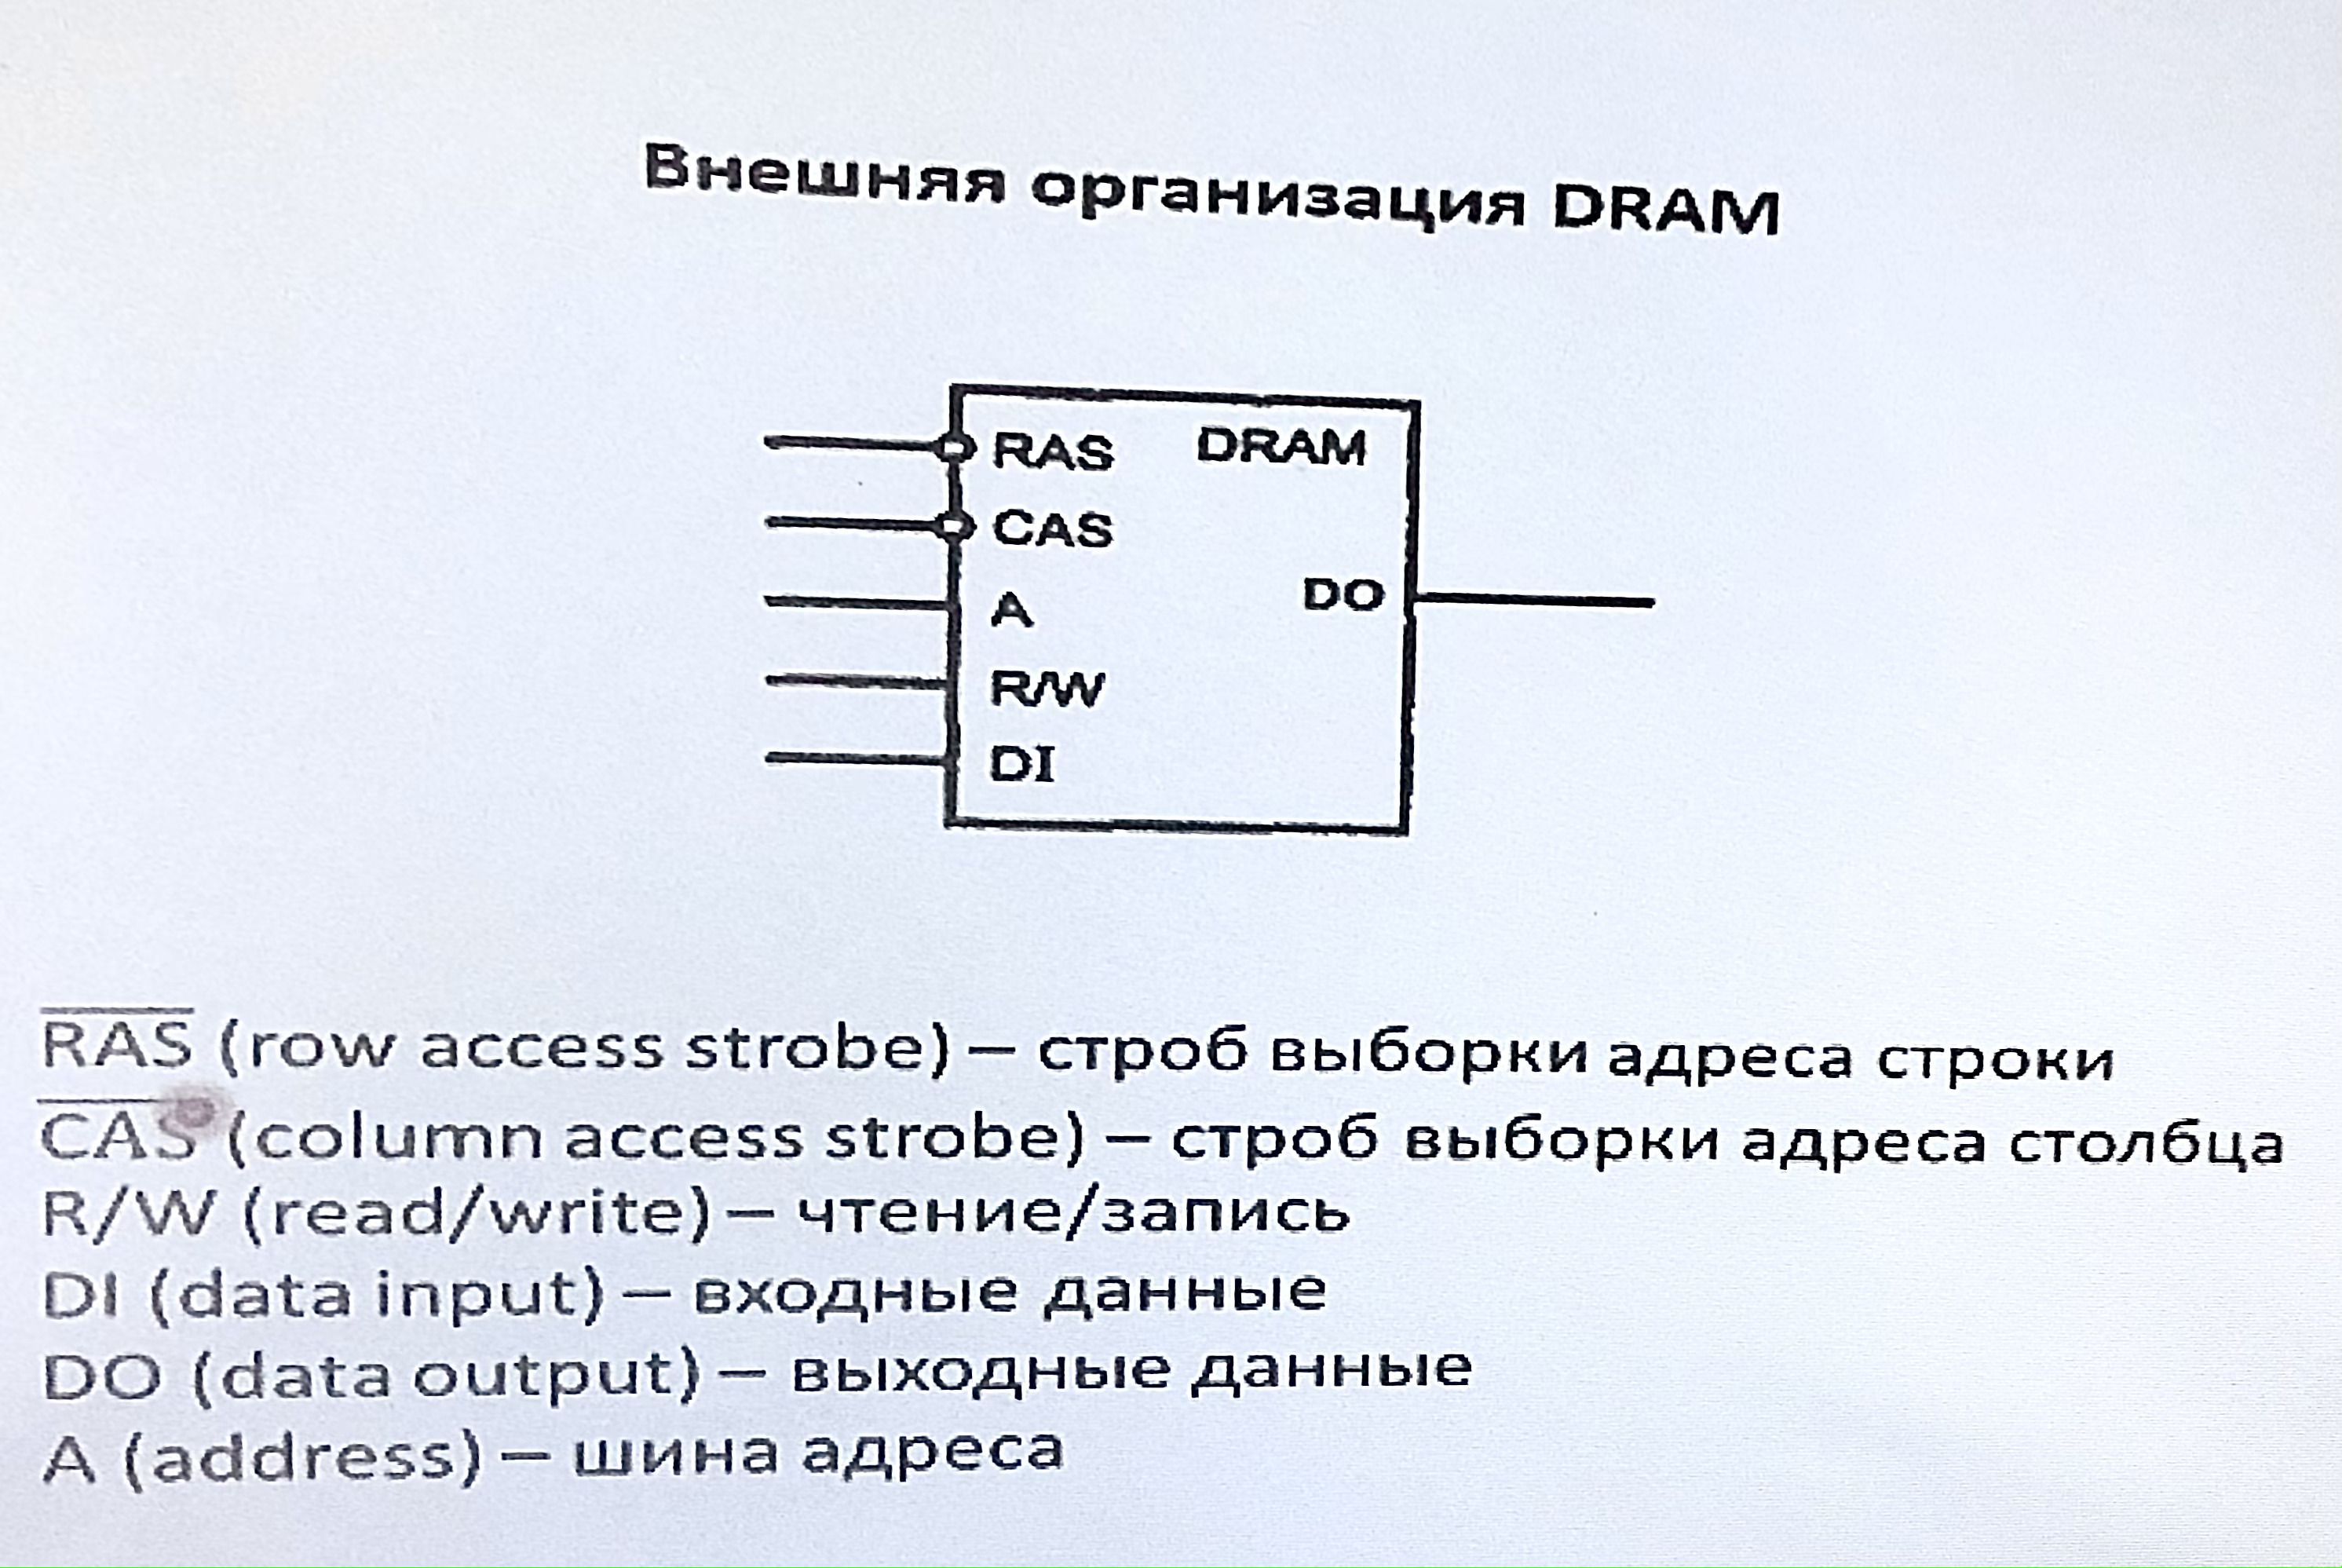 Внешняя организация DRAM
RAS DRAM
CAS
A DO
R/W
DI
RAS (row access strobe) — строб выборки адреса строки
CAS (column access strobe) — строб выборки адреса столбца
R/W (read/write) — чтение/запись
DI (data input) — входные данные
DO (data output) — выходные данные
A (address) — шина адреса